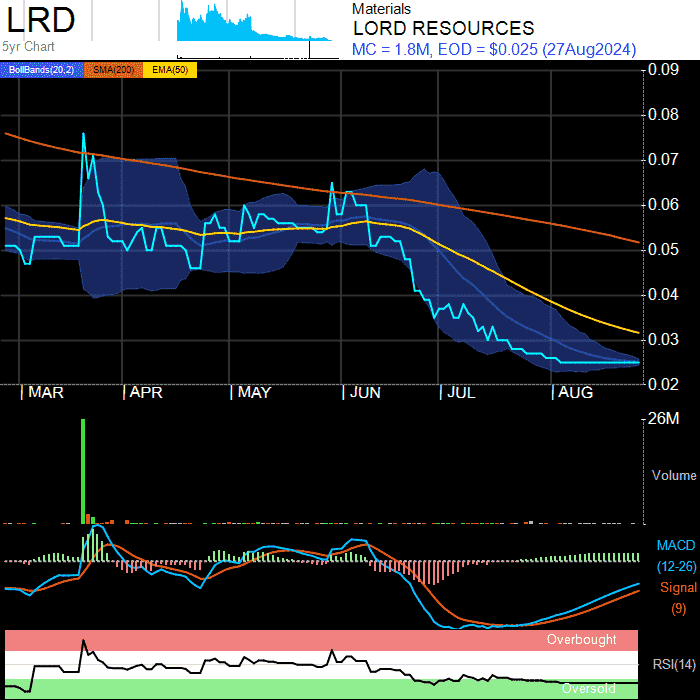 LRD
5yr Chart
Materials
LORD RESOURCES
MC = 1.8M, EOD = $0.025 (27Aug2024)
BollBands(20,2) SMA(200) EMA(50)
0.09
0.08
0.07
0.06
0.05
0.04
0.03
0.02
MAR APR MAY JUN JUL AUG
26M
Volume
MACD
(12-26)
Signal
(9)
Overbought
RSI(14)
Oversold